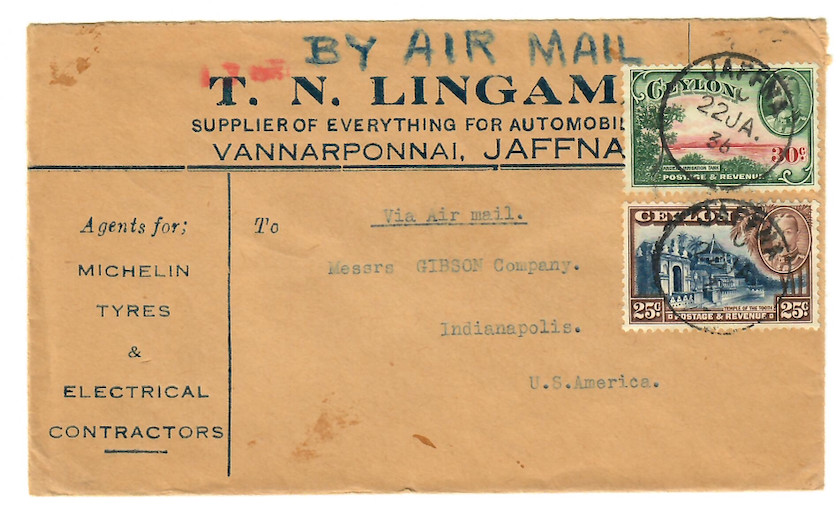 BY AIR MAIL
T. N. LINGAM
SUPPLIER OF EVERYTHING FOR AUTOMOBIL
VANNARPONNAI, JAFFNA
Agents for;
MICHELIN
TYRES
&
ELECTRICAL
CONTRACTORS
To
Via Air mail.
Messrs GIBSON Company.
Indianapolis.
U.S.America.
CEYLON
30c
POSTAGE & REVENUE
JAFFNA
22 JA.
36
CEYLON
TEMPLE OF THE TOOTH
25c POSTAGE & REVENUE 25c